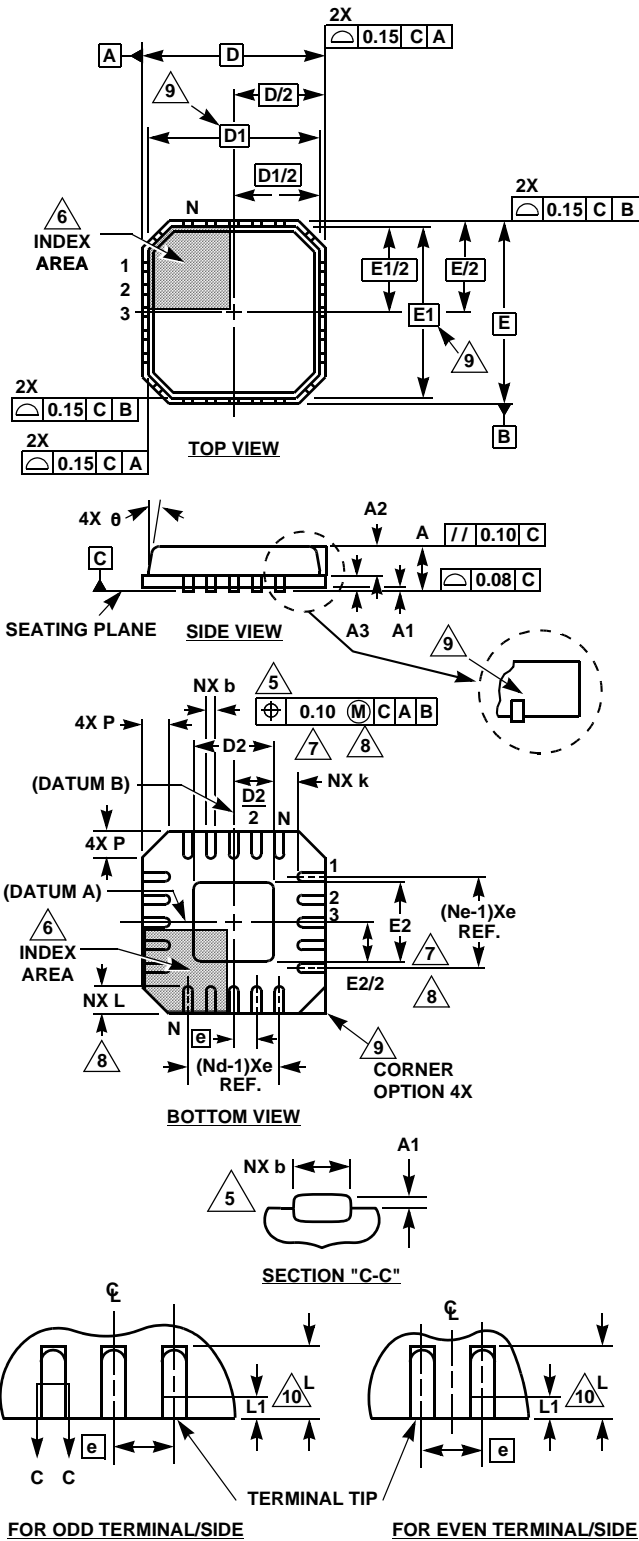 2X
0.15 C A
A
D
D/2
9
D1
D1/2
2X
0.15 C B
6
INDEX
AREA
N
1
2
3
E1/2
E/2
E1
E
9
2X
0.15 C B
2X
0.15 C A
B
TOP VIEW
4X θ
A2
A
// 0.10 C
C
0.08 C
SEATING PLANE
SIDE VIEW
A3
A1
9
NX b
5
0.10 M C A B
4X P
D2
7
8
(DATUM B)
D2
2
N
NX k
4X P
1
(DATUM A)
2
3
E2
(Ne-1)Xe
REF.
6
INDEX
AREA
7
E2/2
8
NX L
8
N
e
(Nd-1)Xe
REF.
9
CORNER
OPTION 4X
BOTTOM VIEW
NX b
A1
5
SECTION "C-C"
CL
L
L1
10
e
C C
CL
L
L1
10
e
TERMINAL TIP
FOR ODD TERMINAL/SIDE
FOR EVEN TERMINAL/SIDE